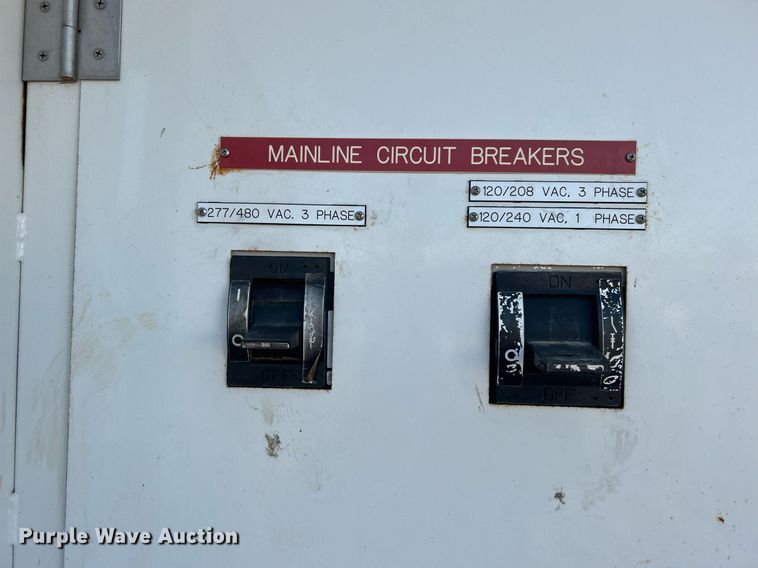 MAINLINE CIRCUIT BREAKERS
120/208 VAC. 3 PHASE
277/480 VAC. 3 PHASE
120/240 VAC. 1 PHASE
ON
ON
I
O
300
O
OFF
OFF
Purple Wave Auction